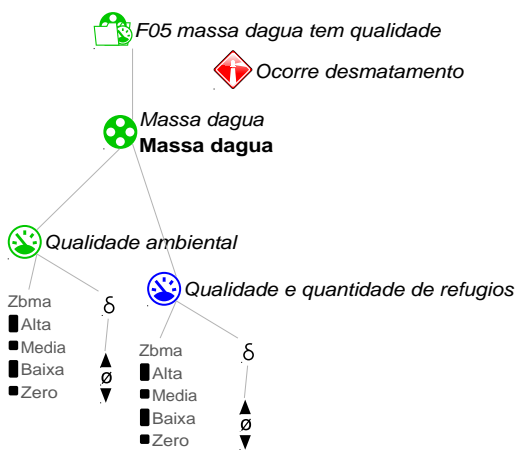 F05 massa dagua tem qualidade
Ocorre desmatamento
Massa dagua
Massa dagua
Qualidade ambiental
Qualidade e quantidade de refugios
Zbma
Alta
Media
Baixa
Zero
δ
ø
Zbma
Alta
Media
Baixa
Zero
δ
ø